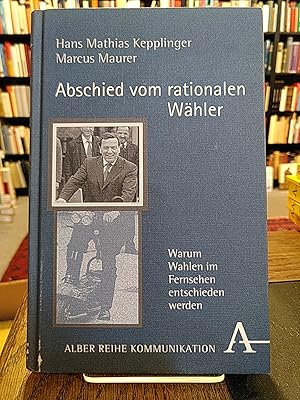 Hans Mathias Kepplinger
Marcus Maurer
Abschied vom rationalen
Wähler
Warum
Wahlen im
Fernsehen
entschieden
werden
ALBER REIHE KOMMUNIKATION A